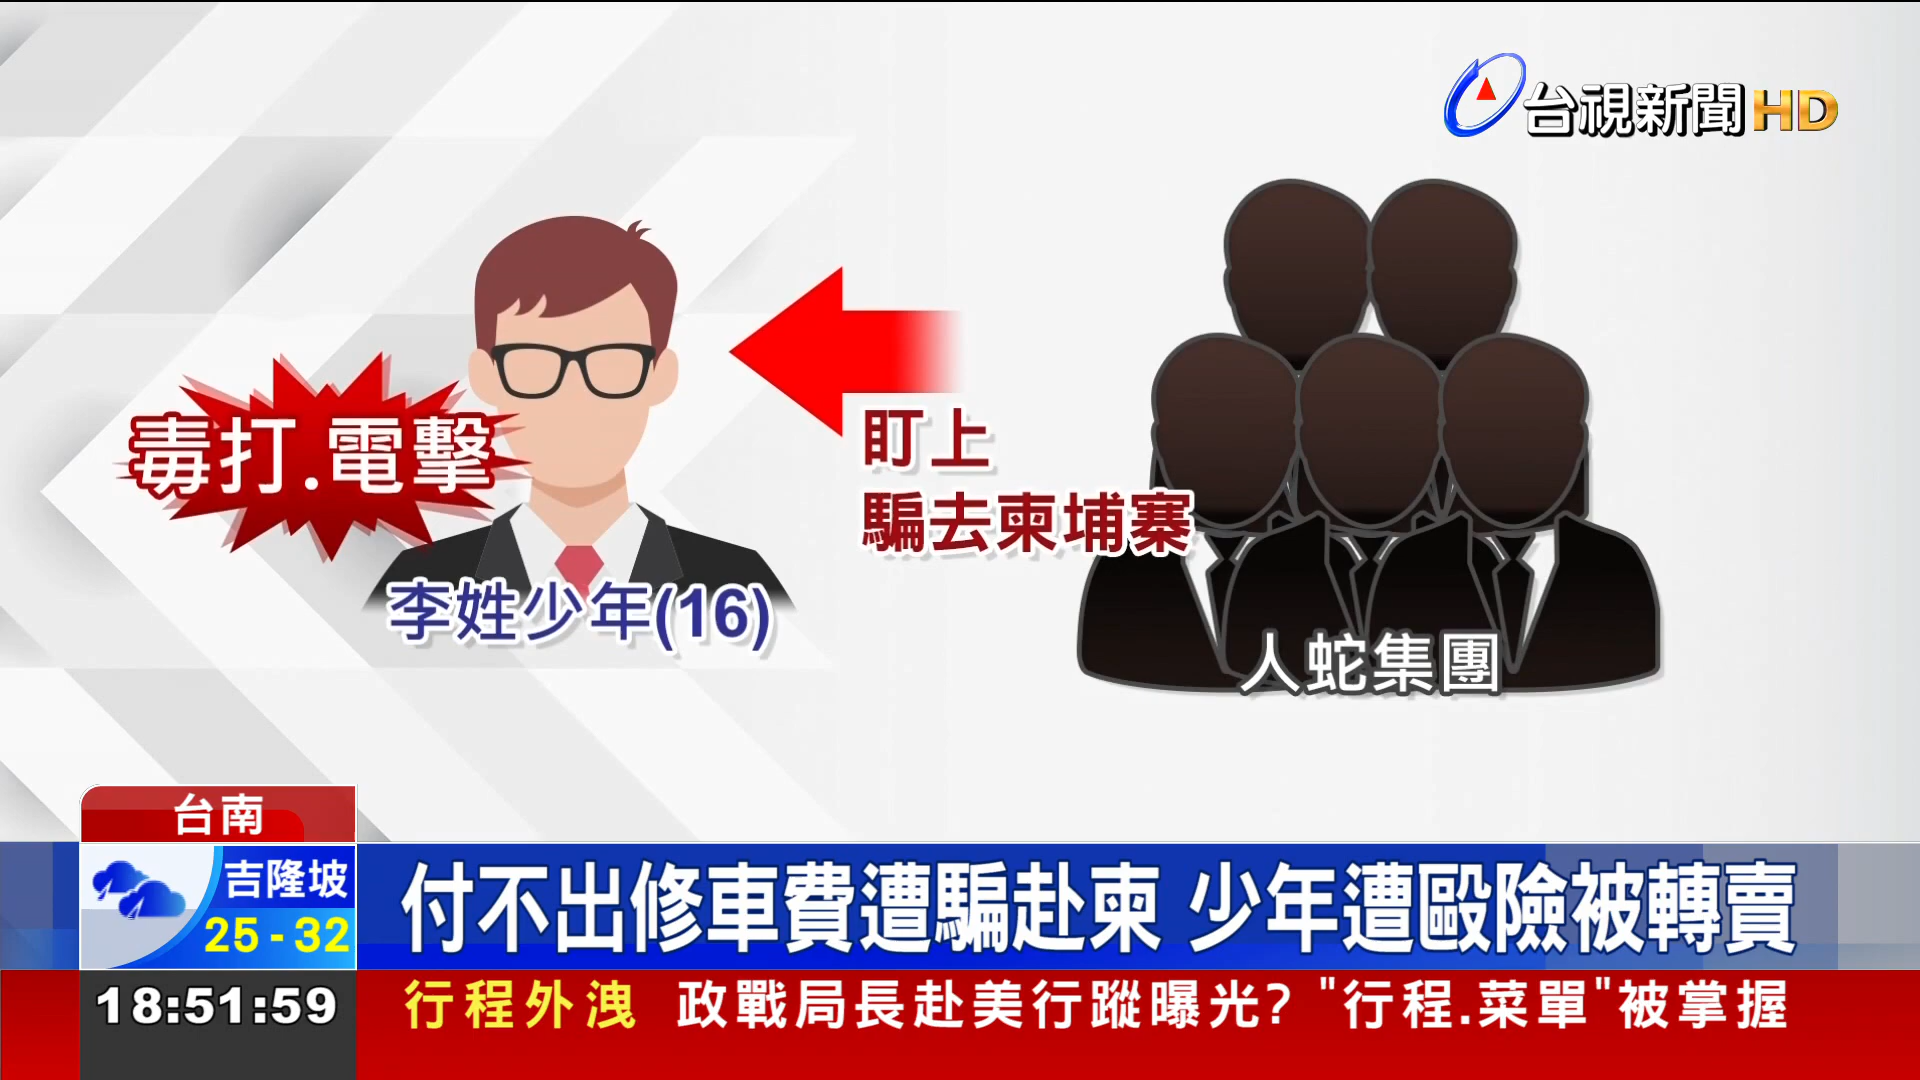 台視新聞HD
毒打.電擊
盯上
騙去柬埔寨
李姓少年(16)
人蛇集團
台南
吉隆坡
25-32
付不出修車費遭騙赴柬 少年遭毆險被轉賣
18:51:59
行程外洩 政戰局長赴美行蹤曝光? "行程.菜單"被掌握